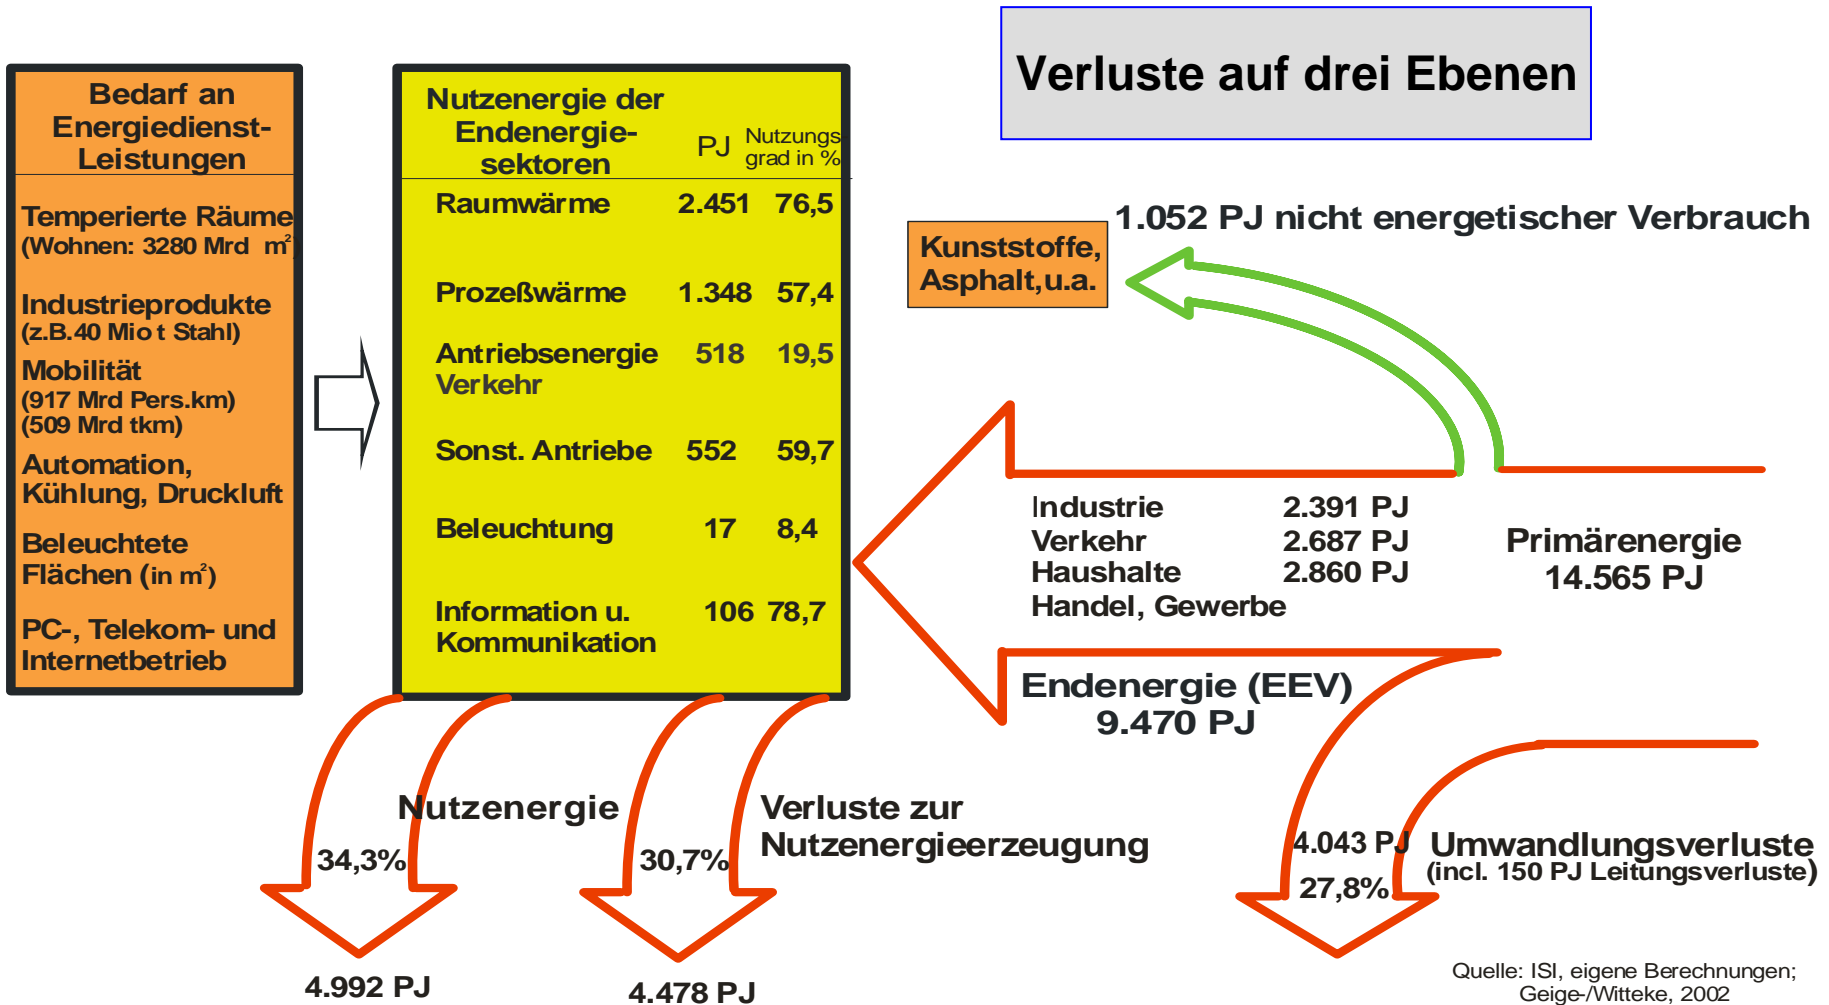 Verluste auf drei Ebenen
Bedarf an
Energiedienst-
Leistungen
Temperierte Räume
(Wohnen: 3280 Mrd m²)
Industrieprodukte
(z.B.40 Mio t Stahl)
Mobilität
(917 Mrd Pers.km)
(509 Mrd tkm)
Automation,
Kühlung, Druckluft
Beleuchtete
Flächen (in m²)
PC-, Telekom- und
Internetbetrieb
Nutzenergie der
Endenergie-
sektoren
PJ
Nutzungs-
grad in %
Raumwärme 2.451 76,5
Prozeßwärme 1.348 57,4
Antriebsenergie 518 19,5
Verkehr
Sonst. Antriebe 552 59,7
Beleuchtung 17 8,4
Information u. 106 78,7
Kommunikation
1.052 PJ nicht energetischer Verbrauch
Kunststoffe,
Asphalt,u.a.
Industrie 2.391 PJ
Verkehr 2.687 PJ
Haushalte 2.860 PJ
Handel, Gewerbe
Primärenergie
14.565 PJ
Endenergie (EEV)
9.470 PJ
Nutzenergie
34,3%
4.992 PJ
Verluste zur
Nutzenergieerzeugung
30,7%
4.478 PJ
4.043 PJ
27,8%
Umwandlungsverluste
(incl. 150 PJ Leitungsverluste)
Quelle: ISI, eigene Berechnungen;
Geige-/Witteke, 2002